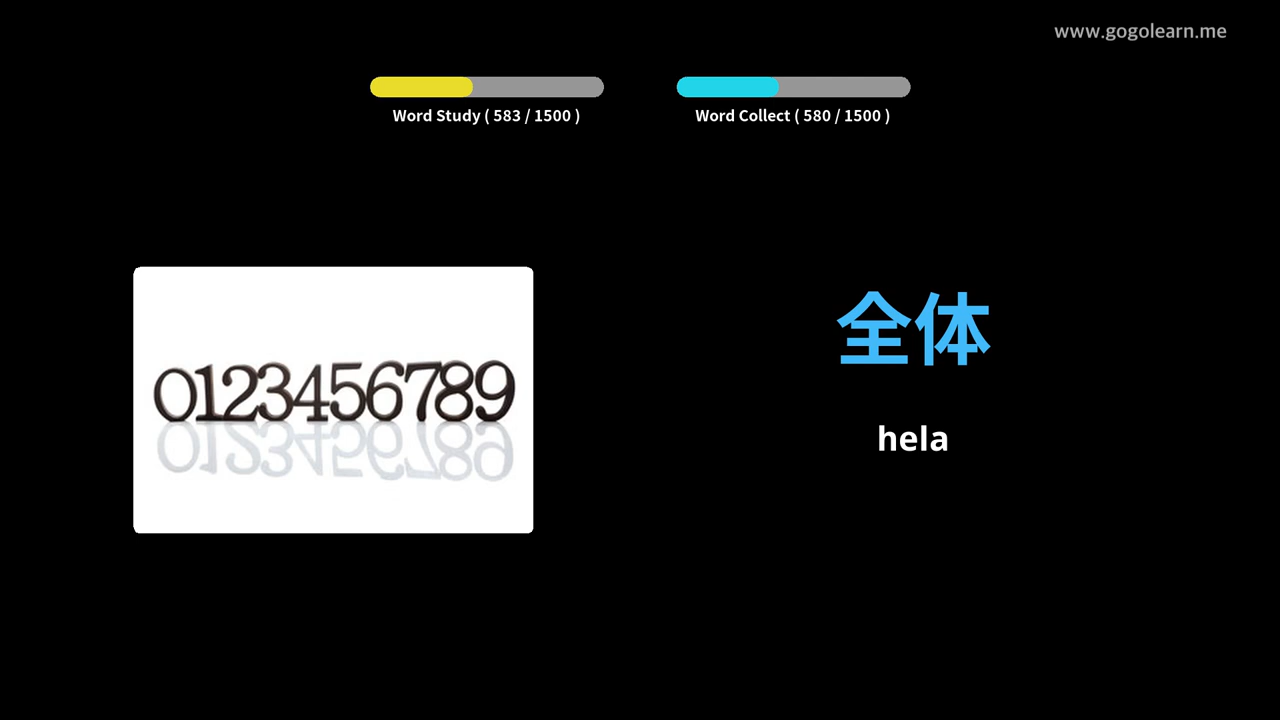 www.gogolearn.me
Word Study ( 583 / 1500 )
Word Collect ( 580 / 1500 )
0123456789
全体
hela